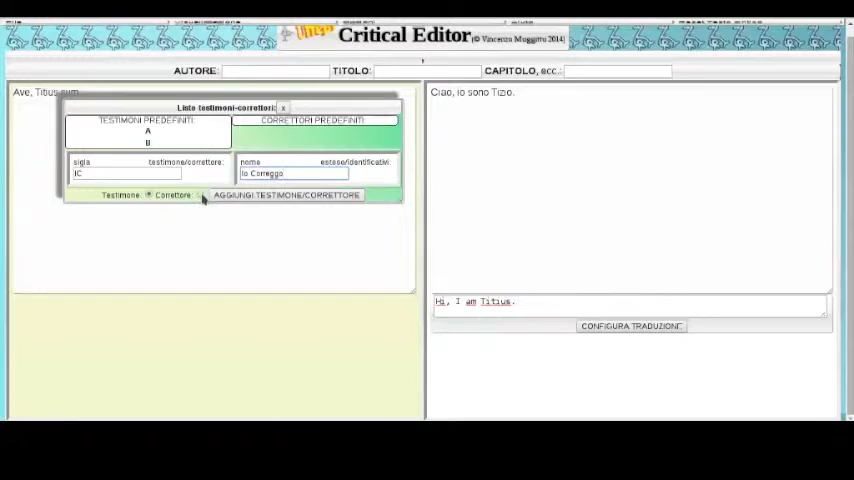 Critical Editor (© Vincenzo Muggittu 2014)
AUTORE: TITOLO: CAPITOLO, ecc.:
Ave, Titius sum.
Liste testimoni-correttori: x
TESTIMONI PREDEFINITI:
A
B
CORRETTORI PREDEFINITI:
sigla testimone/correttore:
IC
nome esteso/identificativi:
Io Correggo
Testimone: Correttore: AGGIUNGI TESTIMONE/CORRETTORE
Ciao, io sono Tizio.
Hi, I am Titius.
CONFIGURA TRADUZIONE